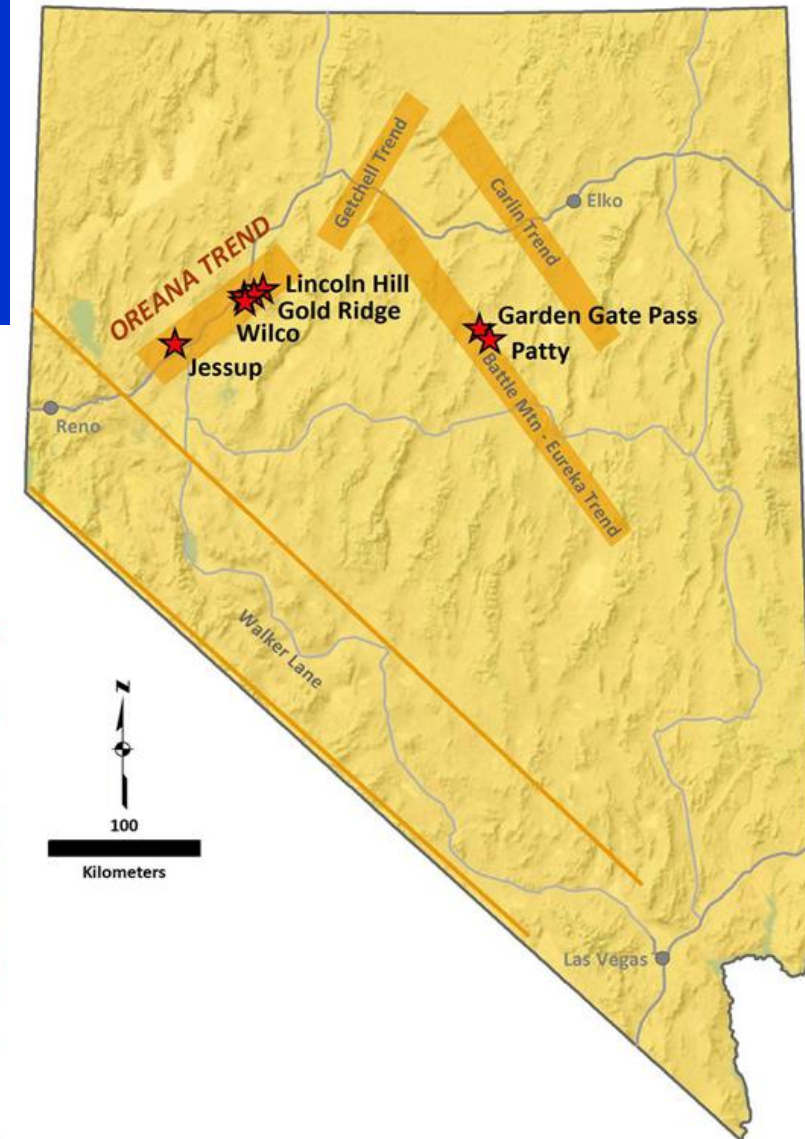 Getchell Trend
Carlin Trend
Elko
OREANA TREND
Lincoln Hill
Gold Ridge
Wilco
Jessup
Garden Gate Pass
Patty
Battle Mtn - Eureka Trend
Reno
Walker Lane
N
100
Kilometers
Las Vegas